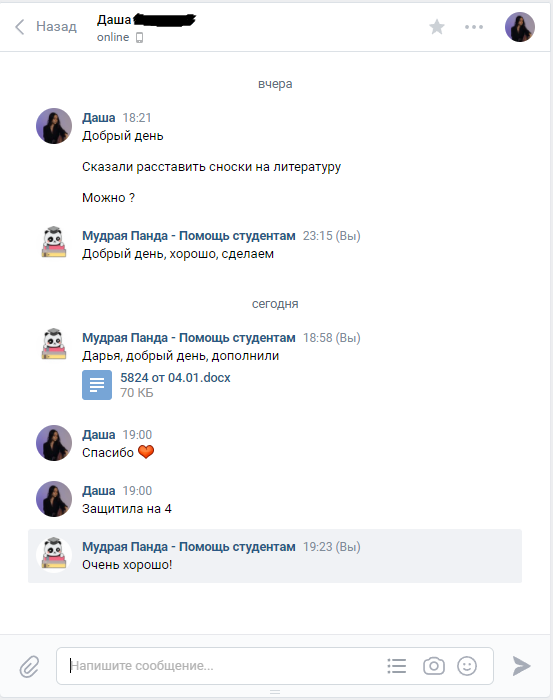 Назад
Даша
online
вчера
Даша 18:21
Добрый день
Сказали расставить сноски на литературу
Можно ?
Мудрая Панда - Помощь студентам 23:15 (Вы)
Добрый день, хорошо, сделаем
сегодня
Мудрая Панда - Помощь студентам 18:58 (Вы)
Дарья, добрый день, дополнили
5824 от 04.01.docx
70 КБ
Даша 19:00
Спасибо ❤
Даша 19:00
Защитила на 4
Мудрая Панда - Помощь студентам 19:23 (Вы)
Очень хорошо!
Напишите сообщение...